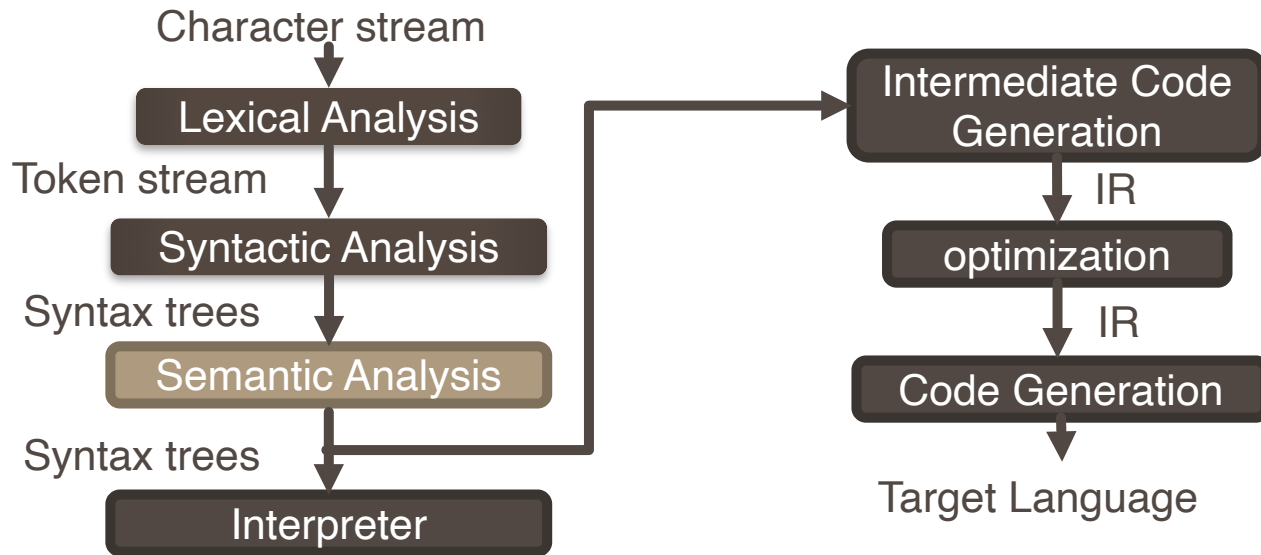 Character stream
Lexical Analysis
Token stream
Syntactic Analysis
Syntax trees
Semantic Analysis
Syntax trees
Interpreter
Intermediate Code
Generation
IR
optimization
IR
Code Generation
Target Language